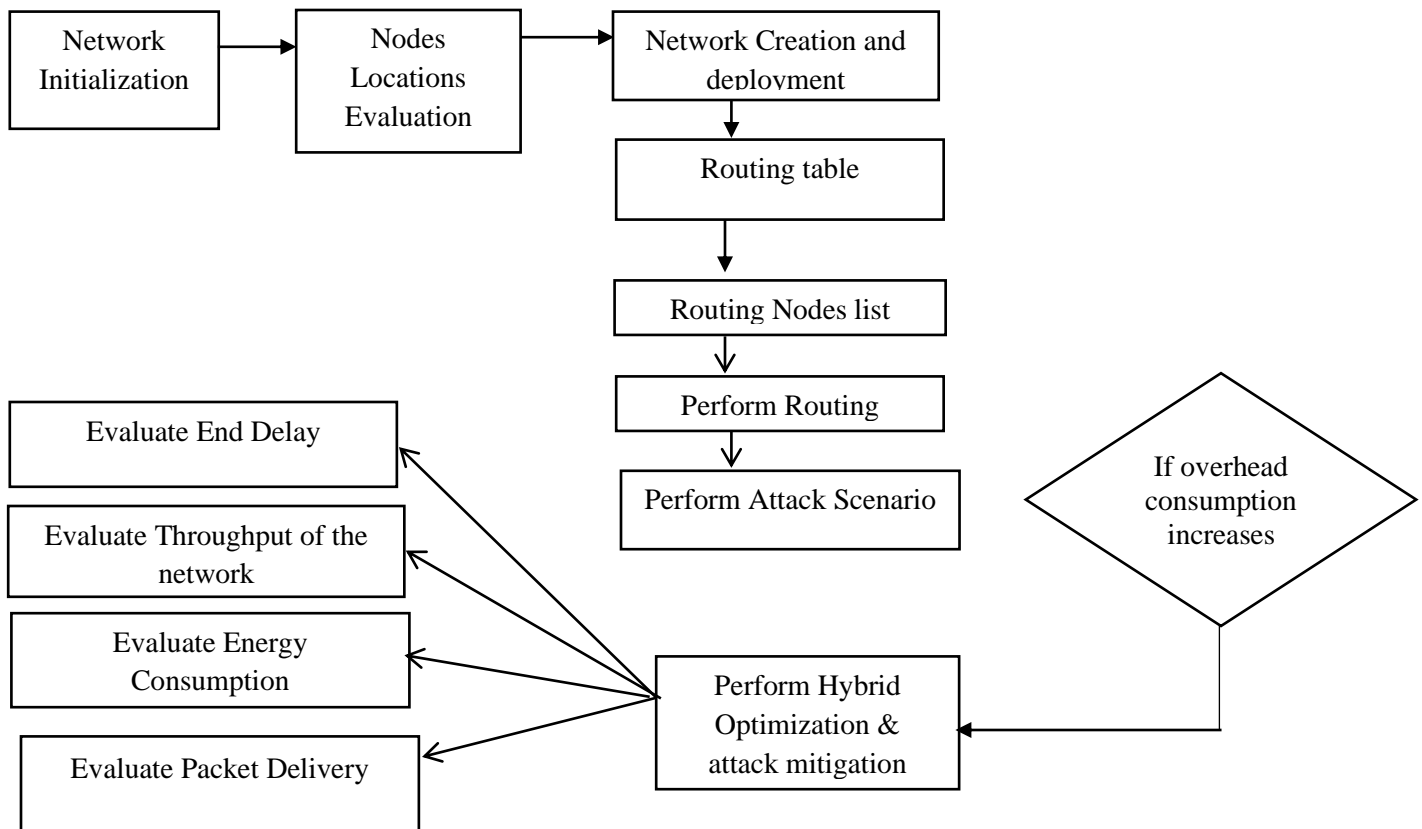 Network
Initialization
Nodes
Locations
Evaluation
Network Creation and
deployment
Routing table
Routing Nodes list
Perform Routing
Perform Attack Scenario
If overhead
consumption
increases
Perform Hybrid
Optimization &
attack mitigation
Evaluate End Delay
Evaluate Throughput of the
network
Evaluate Energy
Consumption
Evaluate Packet Delivery